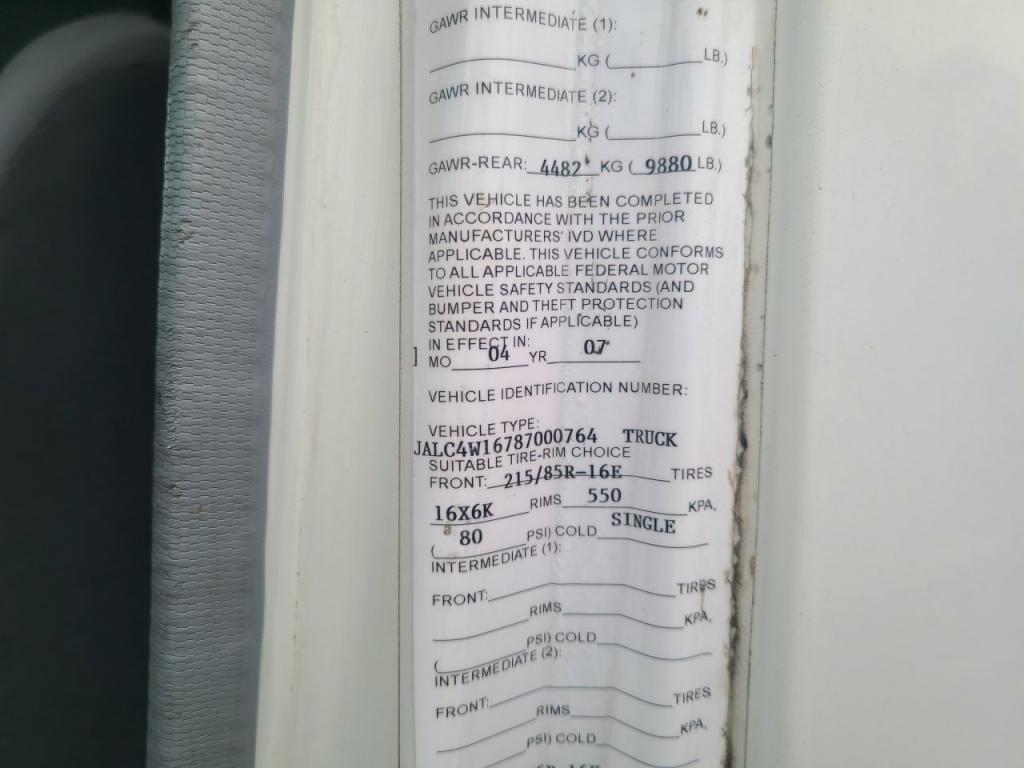 GAWR INTERMEDIATE (1):
KG ( LB.)
GAWR INTERMEDIATE (2):
KG ( LB.)
GAWR-REAR: 4482 KG ( 9880 LB.)
THIS VEHICLE HAS BEEN COMPLETED
IN ACCORDANCE WITH THE PRIOR
MANUFACTURERS' IVD WHERE
APPLICABLE. THIS VEHICLE CONFORMS
TO ALL APPLICABLE FEDERAL MOTOR
VEHICLE SAFETY STANDARDS (AND
BUMPER AND THEFT PROTECTION
STANDARDS IF APPLICABLE)
IN EFFECT IN:
] MO 04 YR 07
VEHICLE IDENTIFICATION NUMBER:
VEHICLE TYPE:
JALC4W16787000764 TRUCK
SUITABLE TIRE-RIM CHOICE
FRONT: 215/85R-16E TIRES
16X6K RIMS 550 KPA,
( 80 PSI) COLD SINGLE
INTERMEDIATE (1):
FRONT: TIRES
RIMS KPA,
( PSI) COLD
INTERMEDIATE (2):
FRONT: TIRES
RIMS KPA,
PSI) COLD